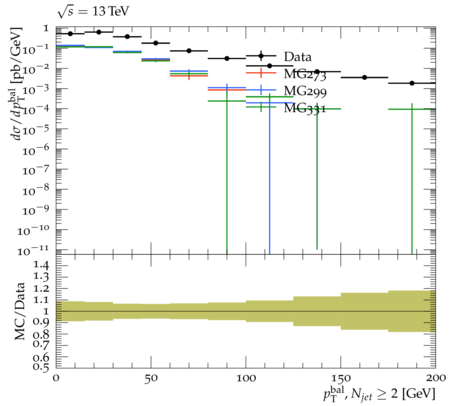 √s = 13 TeV
dσ/dp_T^bal [pb/GeV]
1
10⁻¹
10⁻²
10⁻³
10⁻⁴
10⁻⁵
10⁻⁶
10⁻⁷
10⁻⁸
10⁻⁹
10⁻¹⁰
10⁻¹¹
Data
MG273
MG299
MG331
MC/Data
1.4
1.3
1.2
1.1
1
0.9
0.8
0.7
0.6
0.5
0 50 100 150 200
p_T^bal, N_jet ≥ 2 [GeV]